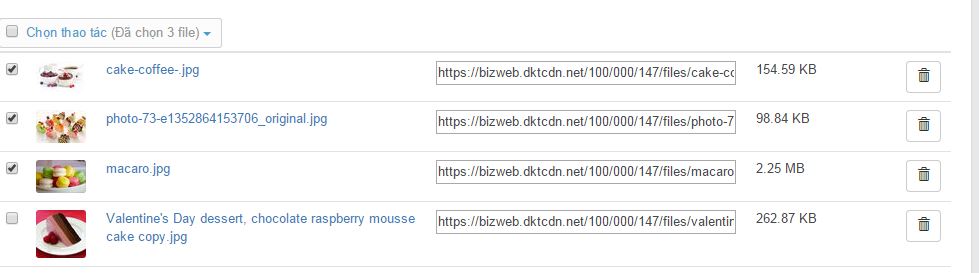 Chọn thao tác (Đã chọn 3 file)
cake-coffee-.jpg
https://bizweb.dktcdn.net/100/000/147/files/cake-cc
154.59 KB
photo-73-e1352864153706_original.jpg
https://bizweb.dktcdn.net/100/000/147/files/photo-7
98.84 KB
macaro.jpg
https://bizweb.dktcdn.net/100/000/147/files/macaro
2.25 MB
Valentine's Day dessert, chocolate raspberry mousse
cake copy.jpg
https://bizweb.dktcdn.net/100/000/147/files/valentin
262.87 KB